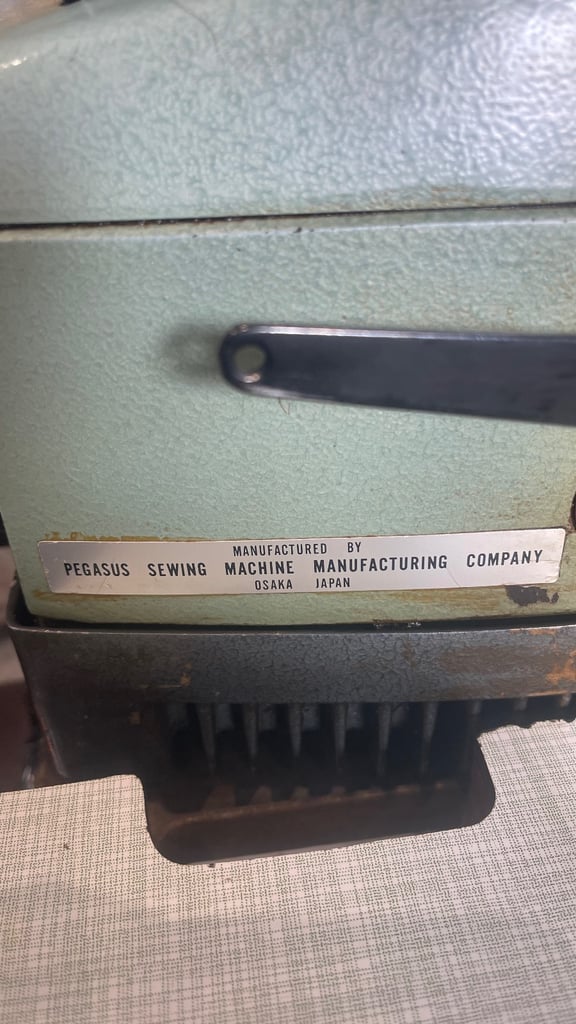 MANUFACTURED BY
PEGASUS SEWING MACHINE MANUFACTURING COMPANY
OSAKA JAPAN